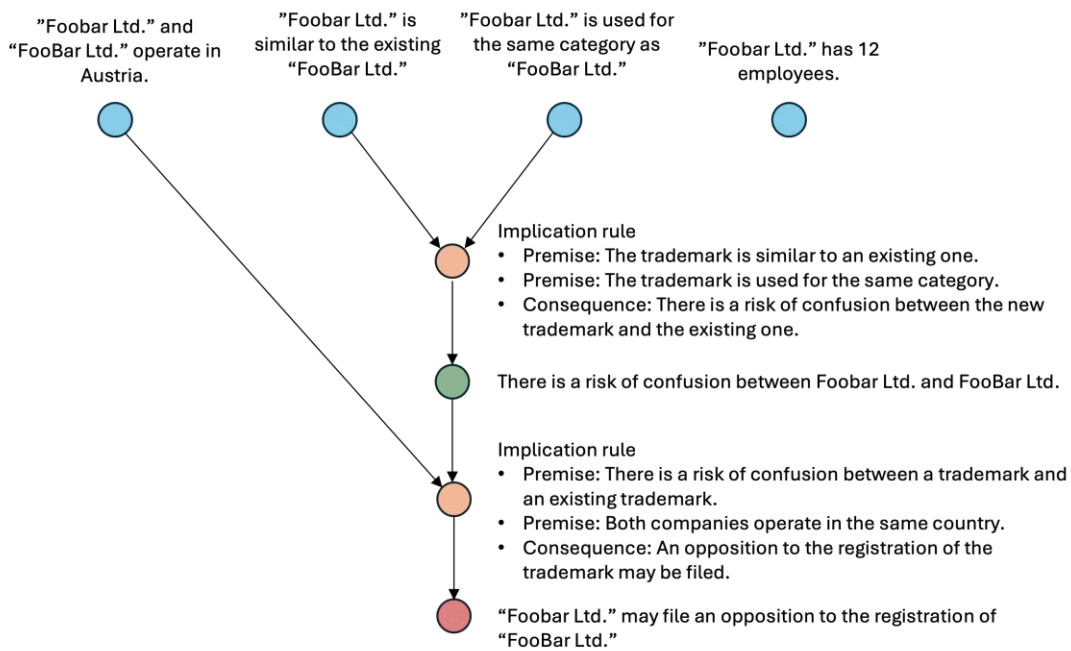 ”Foobar Ltd.” and
“FooBar Ltd.” operate in
Austria.
”Foobar Ltd.” is
similar to the existing
“FooBar Ltd.”
”Foobar Ltd.” is used for
the same category as
“FooBar Ltd.”
”Foobar Ltd.” has 12
employees.
Implication rule
• Premise: The trademark is similar to an existing one.
• Premise: The trademark is used for the same category.
• Consequence: There is a risk of confusion between the new
trademark and the existing one.
There is a risk of confusion between Foobar Ltd. and FooBar Ltd.
Implication rule
• Premise: There is a risk of confusion between a trademark and
an existing trademark.
• Premise: Both companies operate in the same country.
• Consequence: An opposition to the registration of the
trademark may be filed.
“Foobar Ltd.” may file an opposition to the registration of
“FooBar Ltd.”